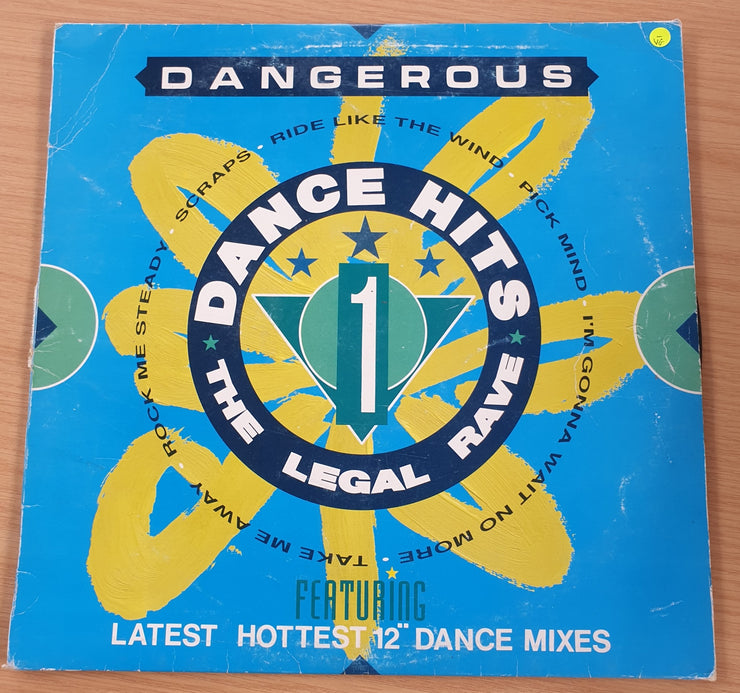 DANGEROUS
RIDE LIKE THE WIND
PICK MIND
I'M GONNA WAIT NO MORE
TAKE ME AWAY
ROCK ME STEADY
SCRAPS
DANCE HITS
1
THE LEGAL RAVE
FEATURING
LATEST HOTTEST 12" DANCE MIXES